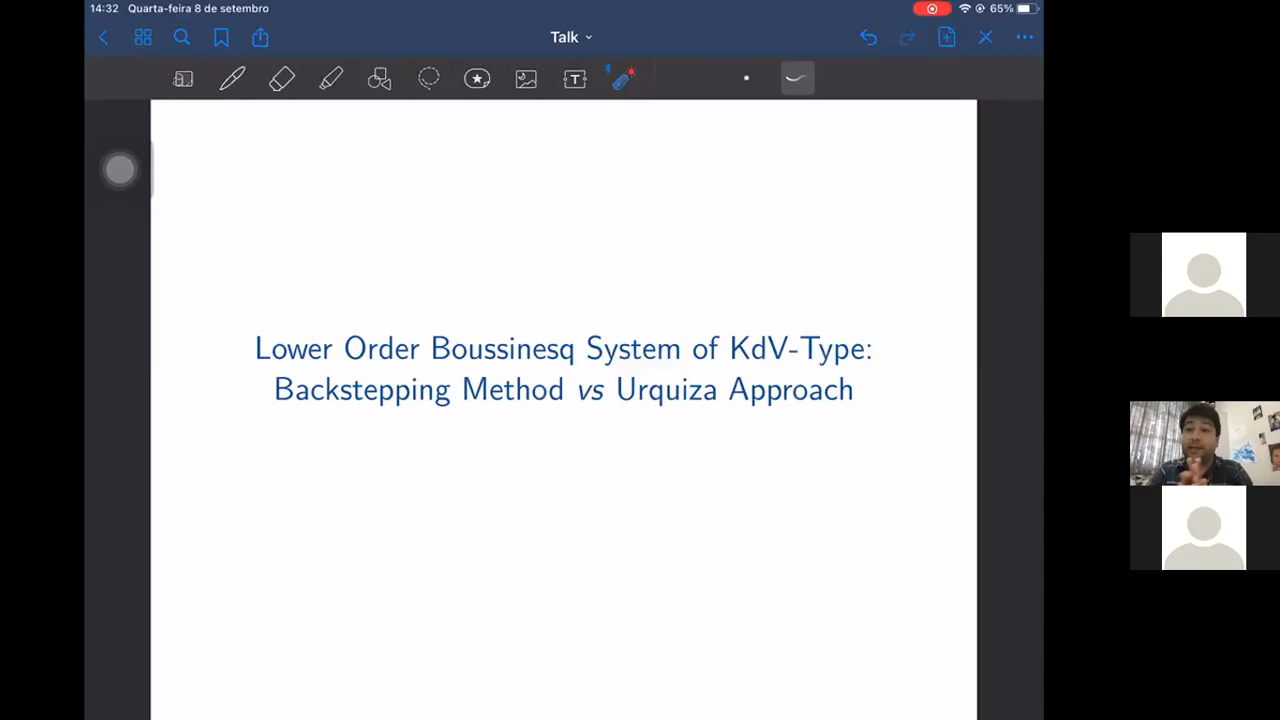 14:32 Quarta-feira 8 de setembro
65%
Talk
T
Lower Order Boussinesq System of KdV-Type:
Backstepping Method vs Urquiza Approach